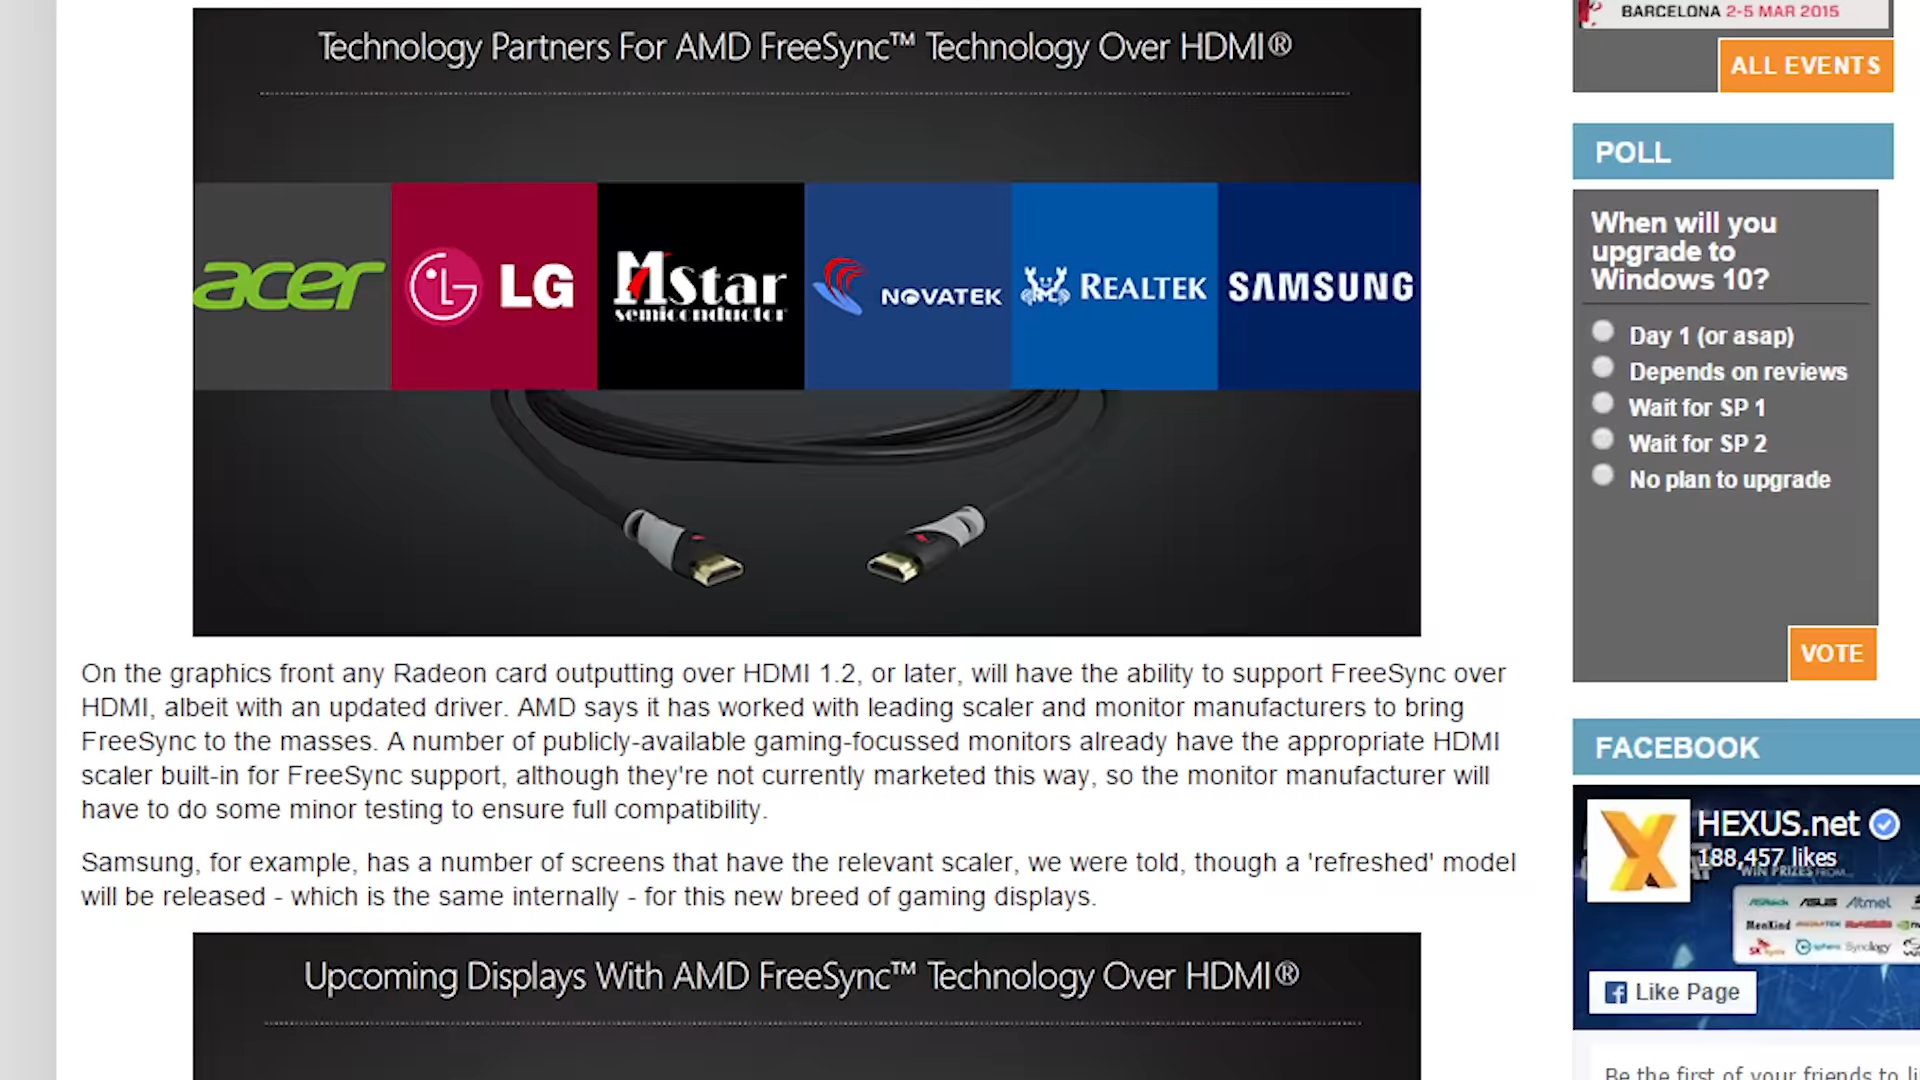 Technology Partners For AMD FreeSync™ Technology Over HDMI®
acer
LG LG
MStar
semiconductor
NOVATEK
REALTEK
SAMSUNG
On the graphics front any Radeon card outputting over HDMI 1.2, or later, will have the ability to support FreeSync over
HDMI, albeit with an updated driver. AMD says it has worked with leading scaler and monitor manufacturers to bring
FreeSync to the masses. A number of publicly-available gaming-focussed monitors already have the appropriate HDMI
scaler built-in for FreeSync support, although they're not currently marketed this way, so the monitor manufacturer will
have to do some minor testing to ensure full compatibility.
Samsung, for example, has a number of screens that have the relevant scaler, we were told, though a 'refreshed' model
will be released - which is the same internally - for this new breed of gaming displays.
Upcoming Displays With AMD FreeSync™ Technology Over HDMI®
BARCELONA 2-5 MAR 2015
ALL EVENTS
POLL
When will you
upgrade to
Windows 10?
Day 1 (or asap)
Depends on reviews
Wait for SP 1
Wait for SP 2
No plan to upgrade
VOTE
FACEBOOK
HEXUS.net
188,457 likes
WIN PRIZES FROM...
ASRock ASUS Atmel
SK Synology
Like Page
Be the first of your friends to li